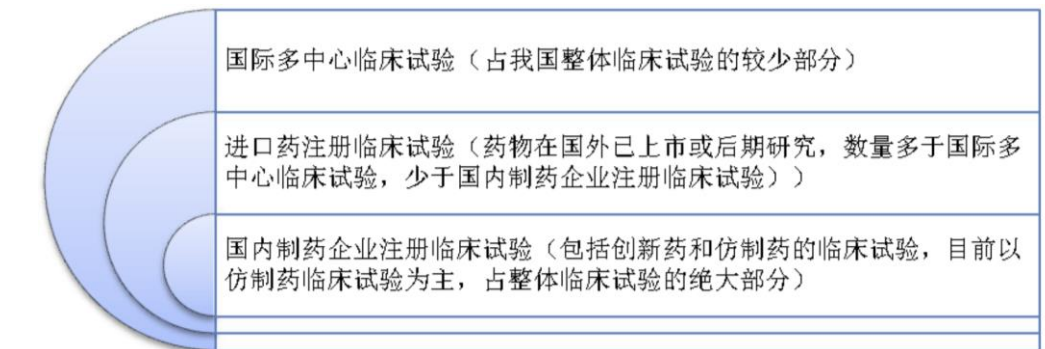 国际多中心临床试验（占我国整体临床试验的较少部分）
进口药注册临床试验（药物在国外已上市或后期研究，数量多于国际多
中心临床试验，少于国内制药企业注册临床试验））
国内制药企业注册临床试验（包括创新药和仿制药的临床试验，目前以
仿制药临床试验为主，占整体临床试验的绝大部分）